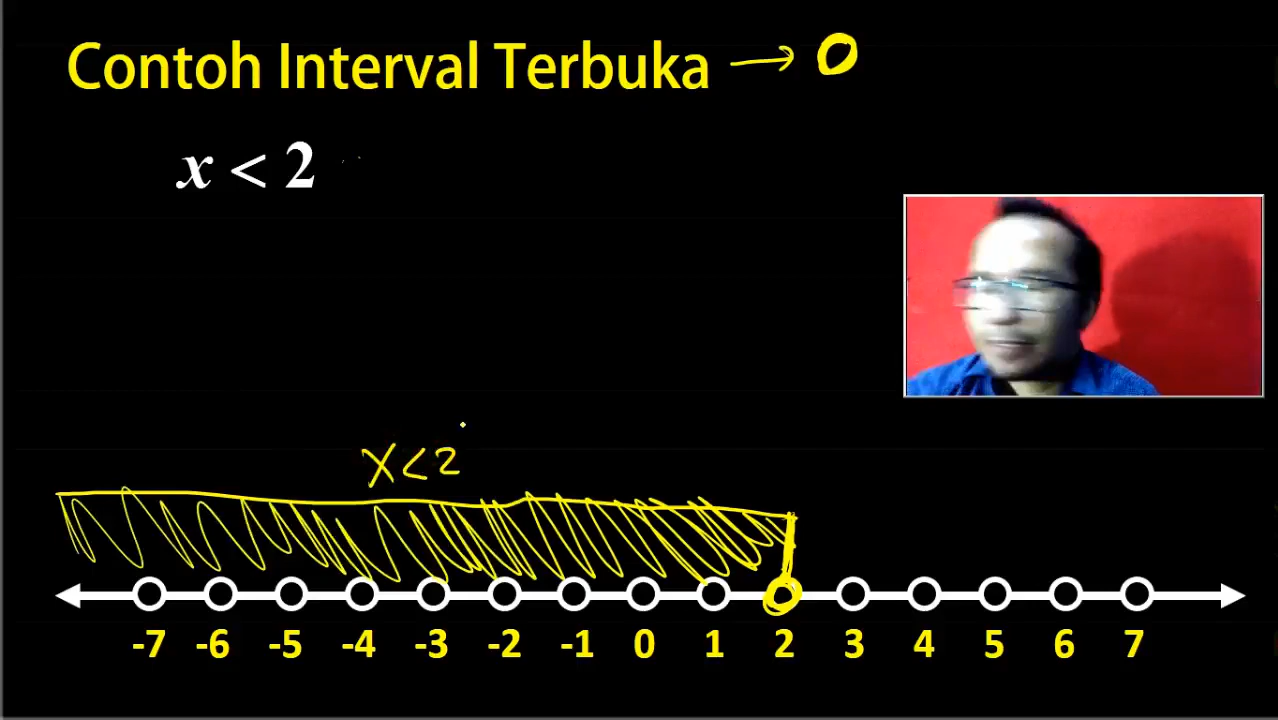 Contoh Interval Terbuka → O
x < 2
X < 2
-7 -6 -5 -4 -3 -2 -1 0 1 2 3 4 5 6 7